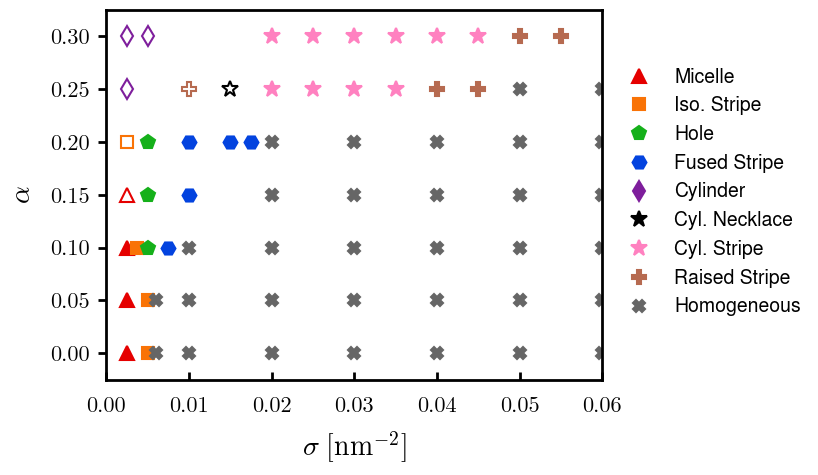 0.30
0.25
0.20
0.15
0.10
0.05
0.00
α
0.00 0.01 0.02 0.03 0.04 0.05 0.06
σ [nm⁻²]
Micelle
Iso. Stripe
Hole
Fused Stripe
Cylinder
Cyl. Necklace
Cyl. Stripe
Raised Stripe
Homogeneous